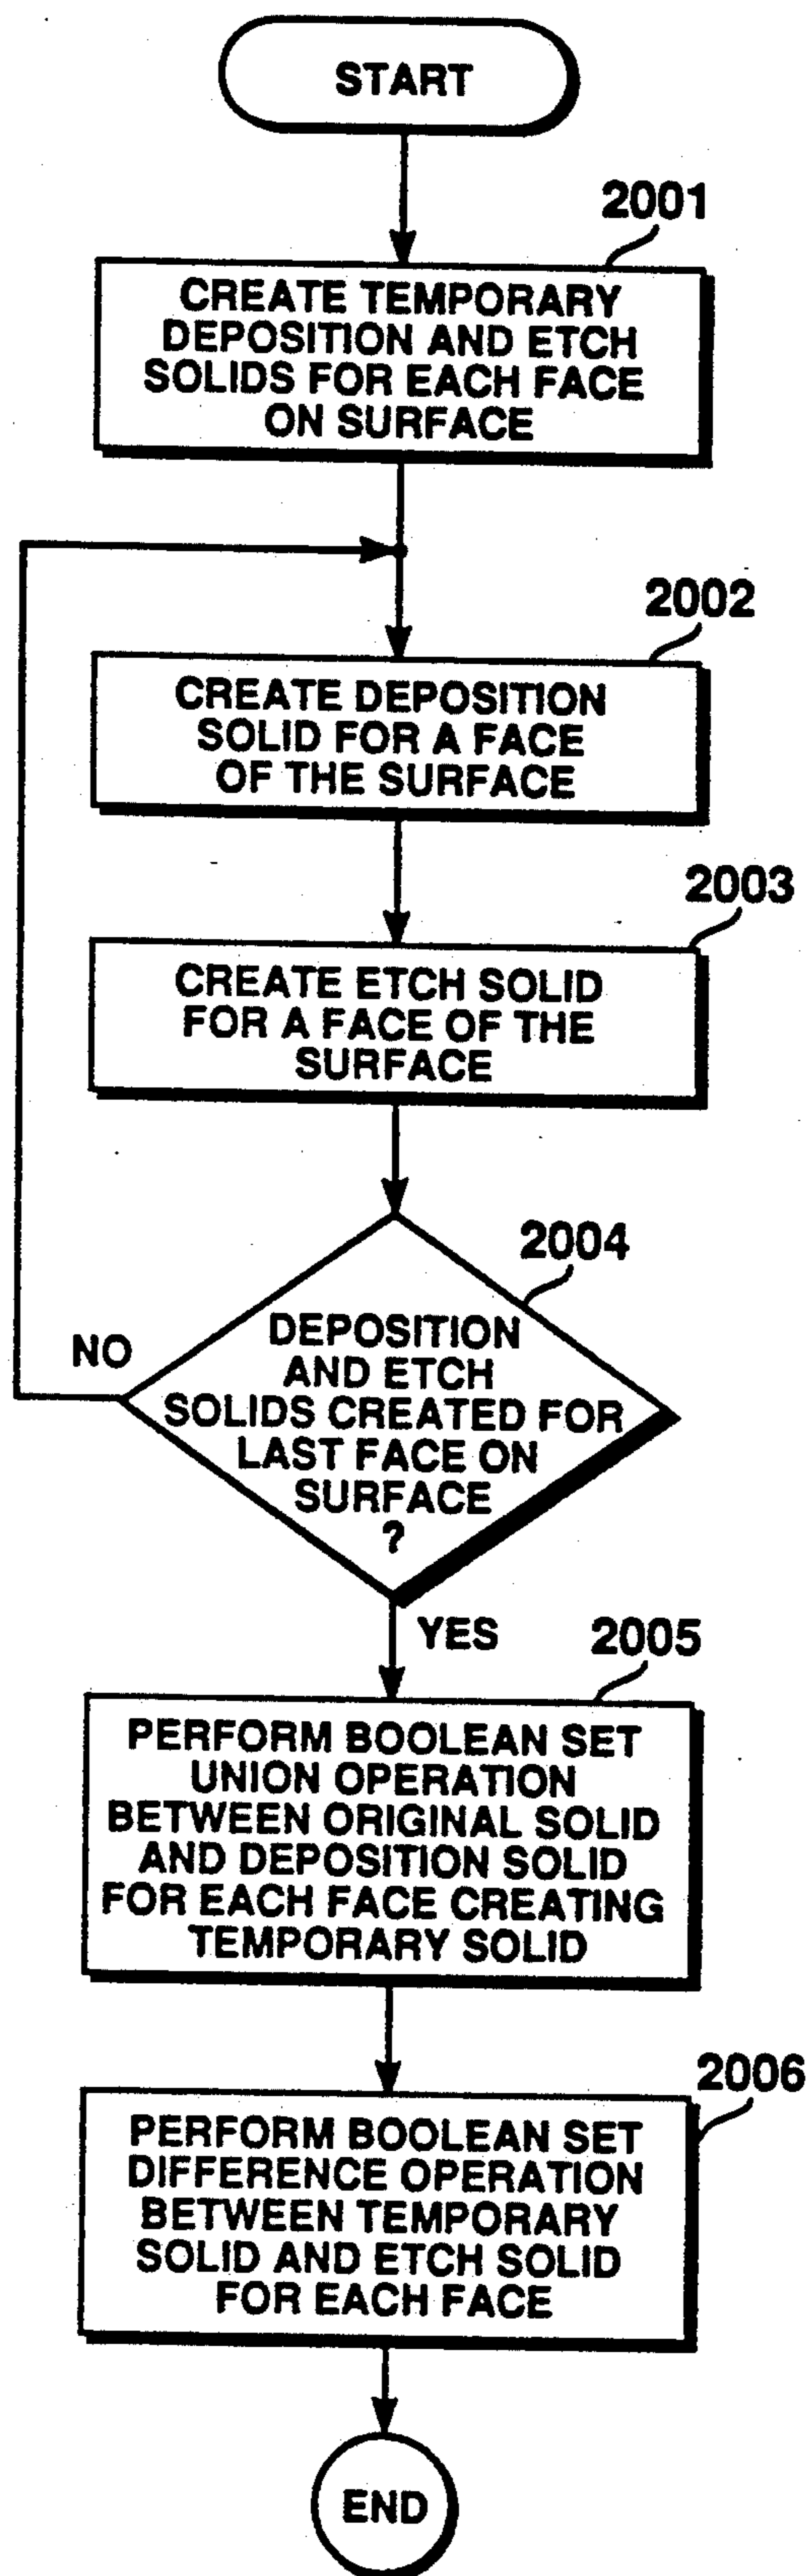 START
2001
CREATE TEMPORARY
DEPOSITION AND ETCH
SOLIDS FOR EACH FACE
ON SURFACE
2002
CREATE DEPOSITION
SOLID FOR A FACE
OF THE SURFACE
2003
CREATE ETCH SOLID
FOR A FACE OF THE
SURFACE
2004
DEPOSITION
AND ETCH
SOLIDS CREATED FOR
LAST FACE ON
SURFACE
?
NO
YES
2005
PERFORM BOOLEAN SET
UNION OPERATION
BETWEEN ORIGINAL SOLID
AND DEPOSITION SOLID
FOR EACH FACE CREATING
TEMPORARY SOLID
2006
PERFORM BOOLEAN SET
DIFFERENCE OPERATION
BETWEEN TEMPORARY
SOLID AND ETCH SOLID
FOR EACH FACE
END